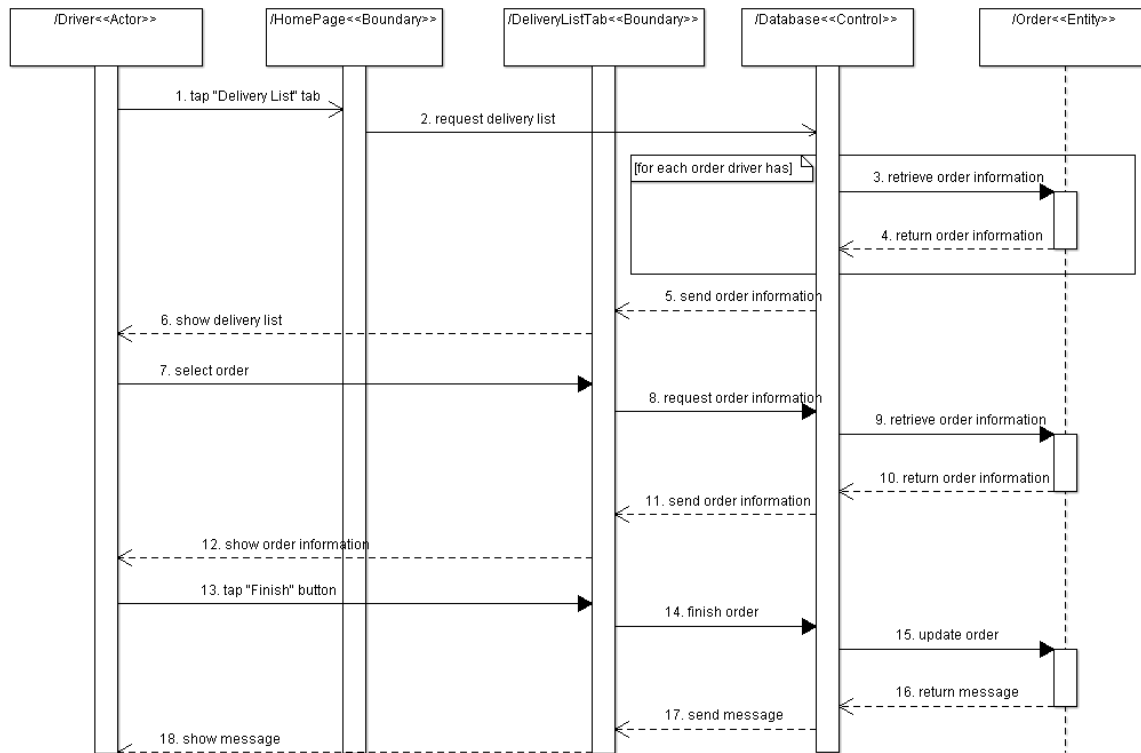 /Driver<<Actor>>
/HomePage<<Boundary>>
/DeliveryListTab<<Boundary>>
/Database<<Control>>
/Order<<Entity>>
1. tap "Delivery List" tab
2. request delivery list
[for each order driver has]
3. retrieve order information
4. return order information
5. send order information
6. show delivery list
7. select order
8. request order information
9. retrieve order information
10. return order information
11. send order information
12. show order information
13. tap "Finish" button
14. finish order
15. update order
16. return message
17. send message
18. show message